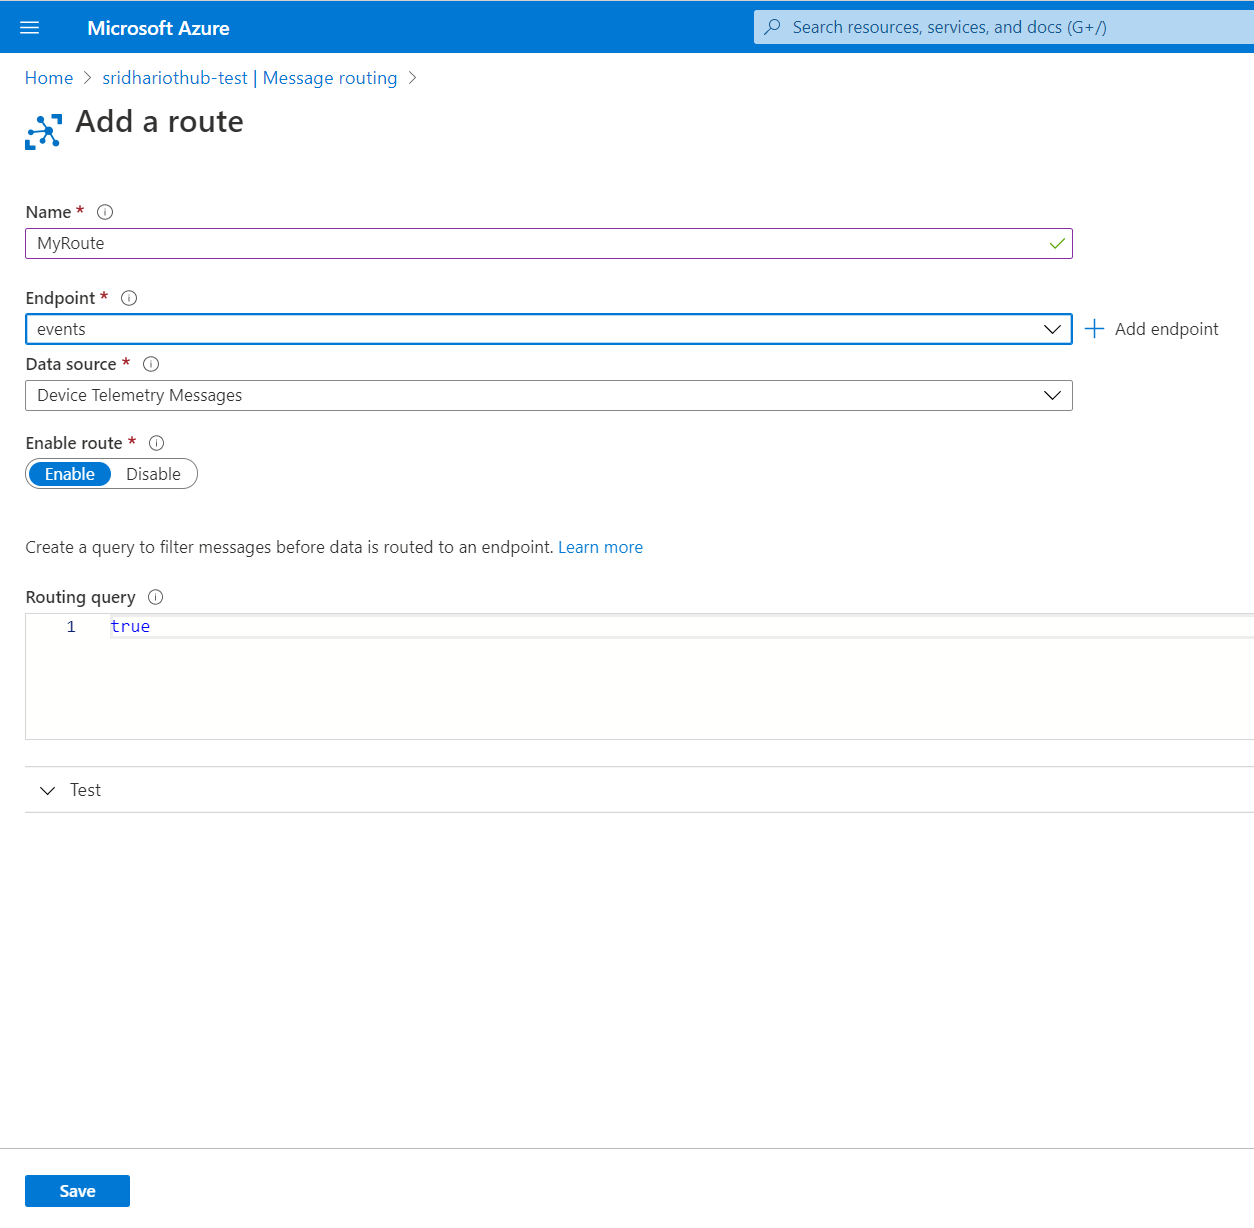 Microsoft Azure
Search resources, services, and docs (G+/)
Home > sridhariothub-test | Message routing >
Add a route
Name *
MyRoute
Endpoint *
events
Add endpoint
Data source *
Device Telemetry Messages
Enable route *
Enable Disable
Create a query to filter messages before data is routed to an endpoint. Learn more
Routing query
1 true
Test
Save